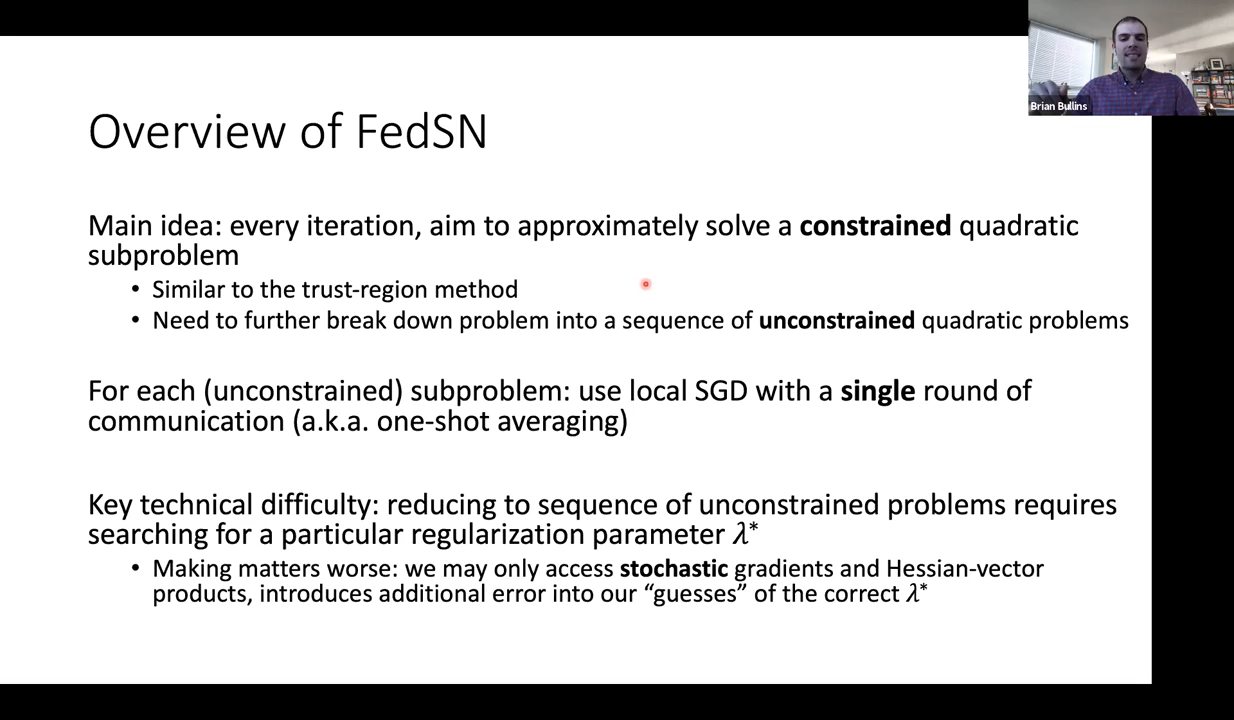 Brian Bullins
Overview of FedSN
Main idea: every iteration, aim to approximately solve a constrained quadratic
subproblem
• Similar to the trust-region method
• Need to further break down problem into a sequence of unconstrained quadratic problems
For each (unconstrained) subproblem: use local SGD with a single round of
communication (a.k.a. one-shot averaging)
Key technical difficulty: reducing to sequence of unconstrained problems requires
searching for a particular regularization parameter λ*
• Making matters worse: we may only access stochastic gradients and Hessian-vector
products, introduces additional error into our “guesses” of the correct λ*